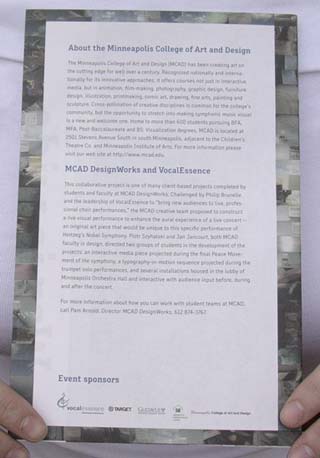 About the Minneapolis College of Art and Design
The Minneapolis College of Art and Design (MCAD) has been creating art on
the cutting edge for well over a century. Recognized nationally and interna-
tionally for its innovative approaches, it offers courses not just in interactive
media, but in animation, film-making, photography, graphic design, furniture
design, illustration, printmaking, comic art, drawing, fine arts, painting and
sculpture. Cross-pollination of creative disciplines is common for the college's
community, but the opportunity to stretch into making symphonic music visual
is a new and welcome one. Home to more than 600 students pursuing BFA,
MFA, Post-Baccalaureate and BS: Visualization degrees, MCAD is located at
2501 Stevens Avenue South in Minneapolis, adjacent to the Children's
Theatre Co. and Minneapolis Institute of Arts. For more information please
visit our web site at http://www.mcad.edu.
MCAD DesignWorks and VocalEssence
This collaborative project is one of many client-based projects completed by
students and faculty at MCAD DesignWorks. Challenged by Philip Brunelle
and the leadership of VocalEssence to "bring new audiences to live, profes-
sional choir performances," the MCAD creative team proposed to construct
a live visual performance to enhance the aural experience of a live concert—
an original art piece that would be unique to this specific performance of
Hertzog's Nobel Symphony. Piotr Szyhalski and Jan Jancourt, both MCAD
faculty in design, directed two groups of students in the development of the
projects: an interactive media piece projected during the final Peace Move-
ment of the symphony, a typography-in-motion sequence projected during the
trumpet solo performances, and several installations housed in the lobby of
Minneapolis Orchestra Hall and interactive with audience input before, during
and after the concert.
For more information about how you can work with student teams at MCAD,
call Pam Arnold, Director MCAD DesignWorks, 612 874-3767.
Event sponsors
vocalessence TARGET Minneapolis College of Art and Design